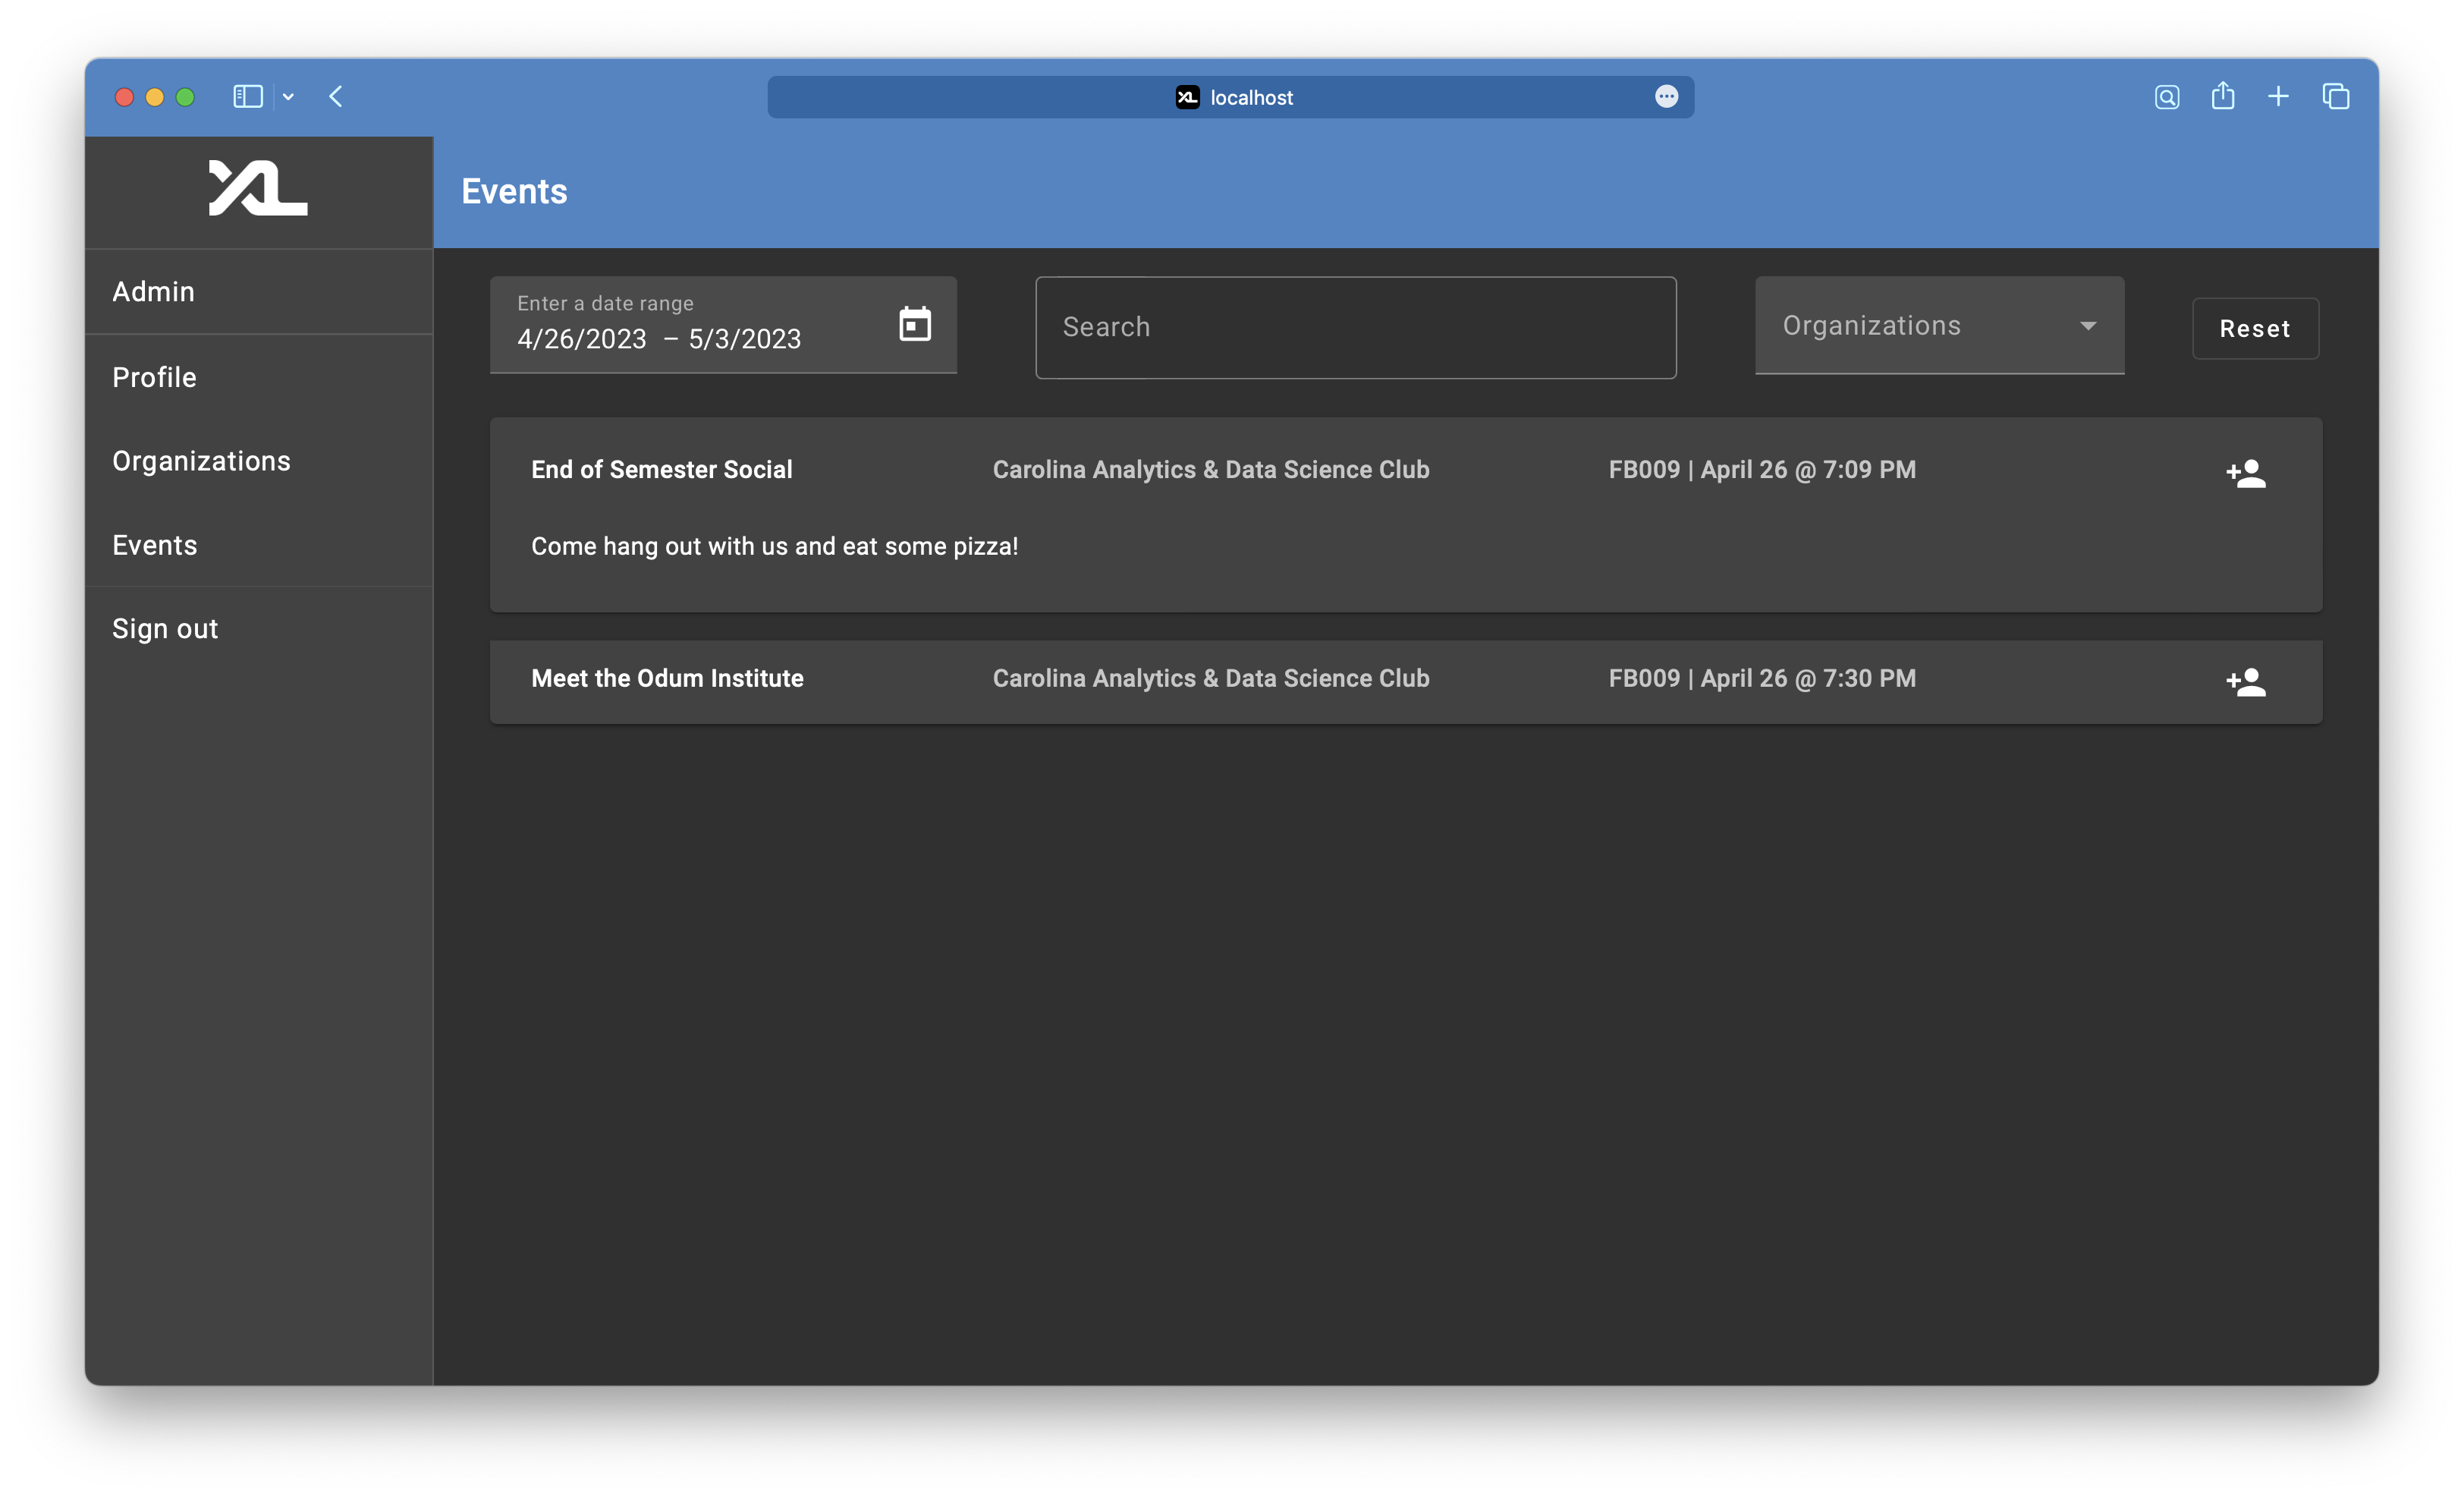 localhost
XL
Events
Admin
Profile
Organizations
Events
Sign out
Enter a date range
4/26/2023 – 5/3/2023
Search
Organizations
Reset
End of Semester Social Carolina Analytics & Data Science Club FB009 | April 26 @ 7:09 PM
Come hang out with us and eat some pizza!
Meet the Odum Institute Carolina Analytics & Data Science Club FB009 | April 26 @ 7:30 PM